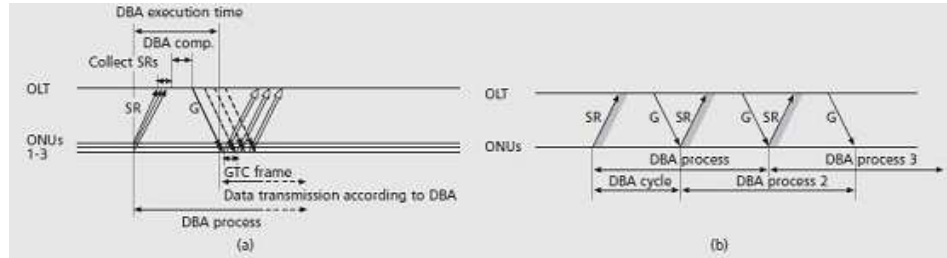 DBA execution time
DBA comp.
Collect SRs
OLT
SR
G
ONUs
1-3
GTC frame
Data transmission according to DBA
DBA process
(a)
OLT
SR
G
SR
G
SR
G
ONUs
DBA process
DBA process 3
DBA cycle
DBA process 2
(b)